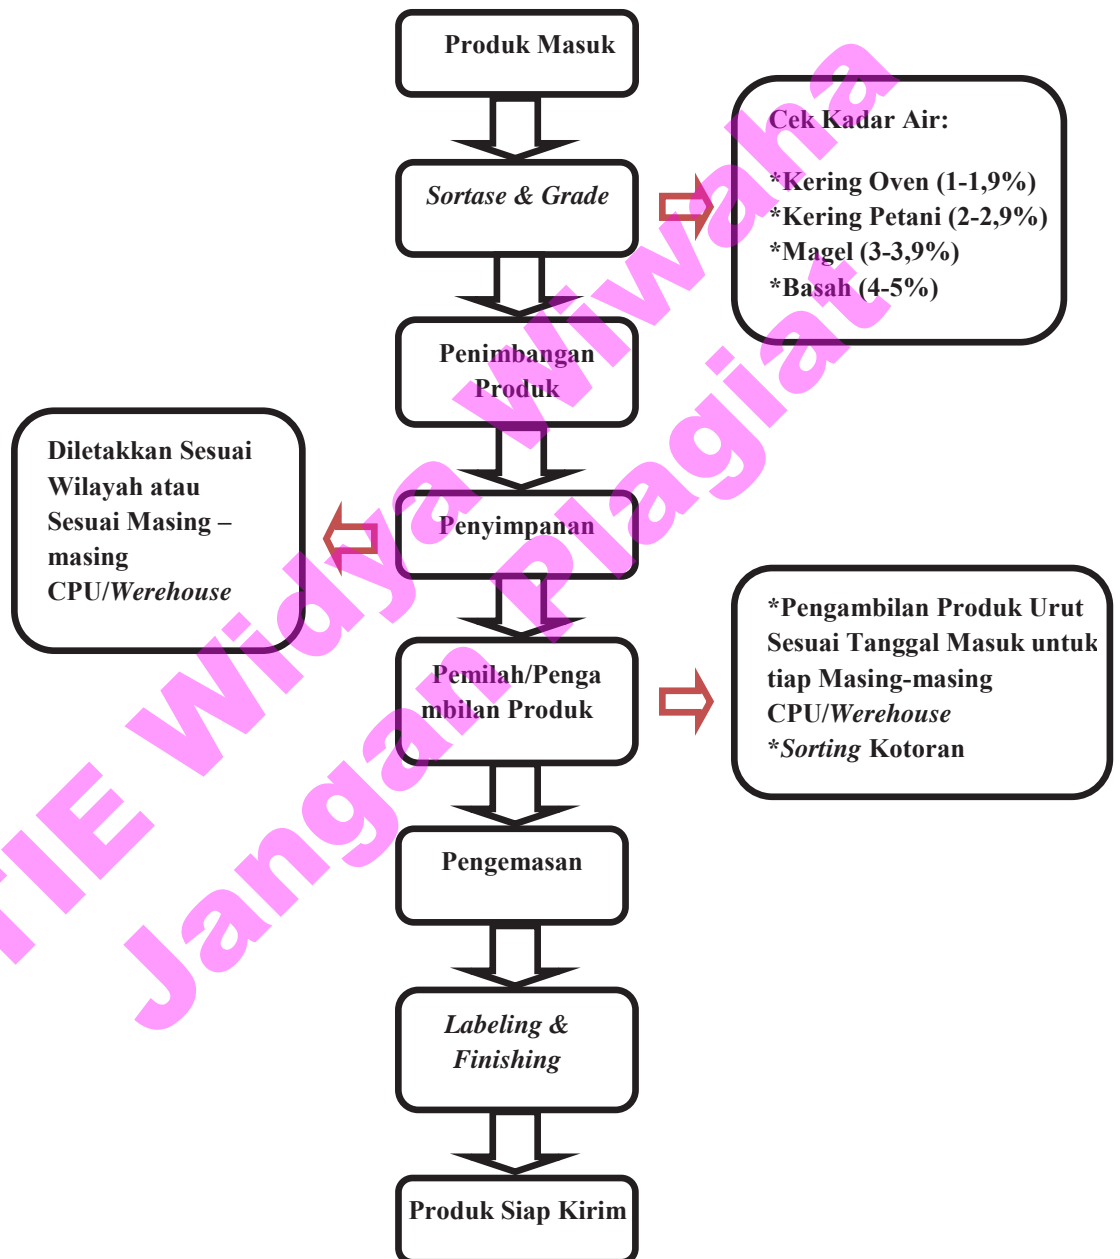 Produk Masuk
Cek Kadar Air:
*Kering Oven (1-1,9%)
*Kering Petani (2-2,9%)
*Magel (3-3,9%)
*Basah (4-5%)
Sortase & Grade
Penimbangan
Produk
Diletakkan Sesuai
Wilayah atau
Sesuai Masing –
masing
CPU/Werehouse
Penyimpanan
Pemilah/Penga
mbilan Produk
*Pengambilan Produk Urut
Sesuai Tanggal Masuk untuk
tiap Masing-masing
CPU/Werehouse
*Sorting Kotoran
Pengemasan
Labeling &
Finishing
Produk Siap Kirim
TIE Widya Wiwaha
Jangan Plagiat